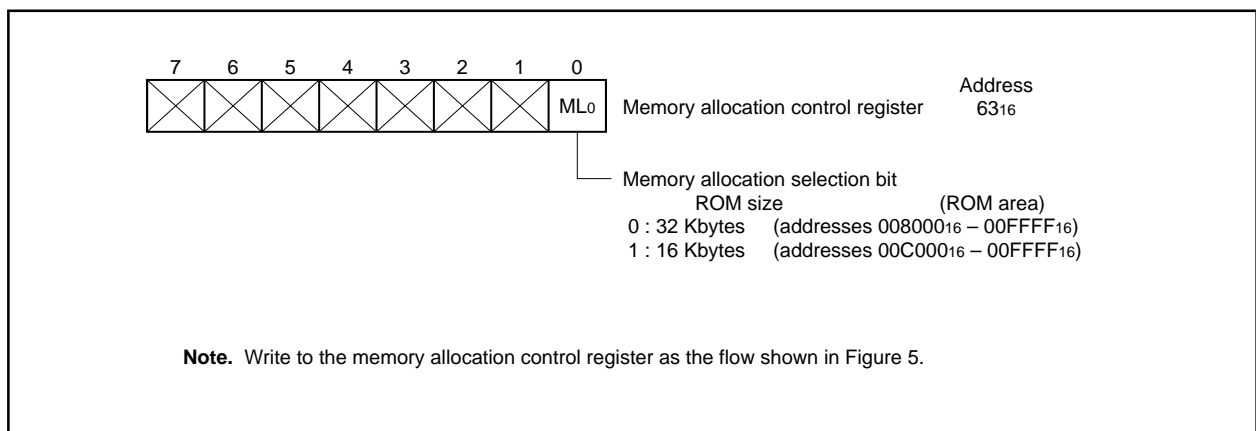 7 6 5 4 3 2 1 0
Address
ML0 Memory allocation control register 6316
Memory allocation selection bit
ROM size (ROM area)
0 : 32 Kbytes (addresses 00800016 – 00FFFF16)
1 : 16 Kbytes (addresses 00C00016 – 00FFFF16)
Note. Write to the memory allocation control register as the flow shown in Figure 5.